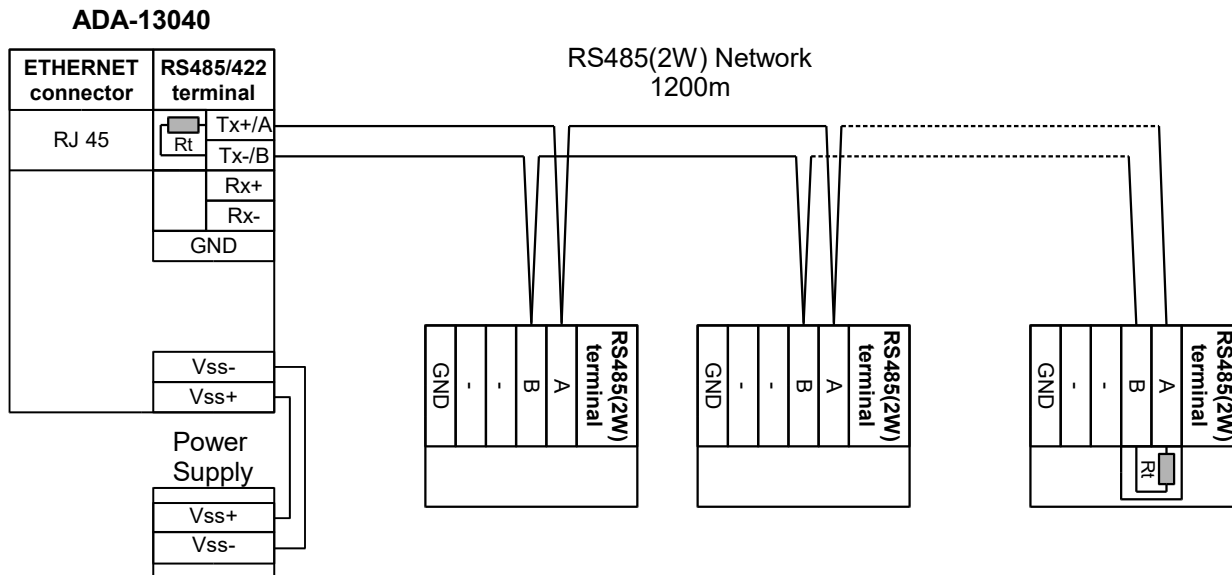 ADA-13040
ETHERNET connector
RS485/422 terminal
RJ 45
Rt
Tx+/A
Tx-/B
Rx+
Rx-
GND
Vss-
Vss+
Power
Supply
Vss+
Vss-
RS485(2W) Network
1200m
GND
-
-
B
A
RS485(2W)
terminal
GND
-
-
B
A
RS485(2W)
terminal
GND
-
-
B
A
RS485(2W)
terminal
Rt